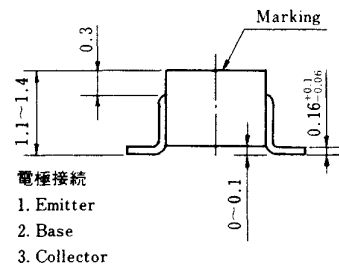 Marking
0.3
1.1~1.4
0.16+0.1-0.06
0~0.1
電極接続
1. Emitter
2. Base
3. Collector